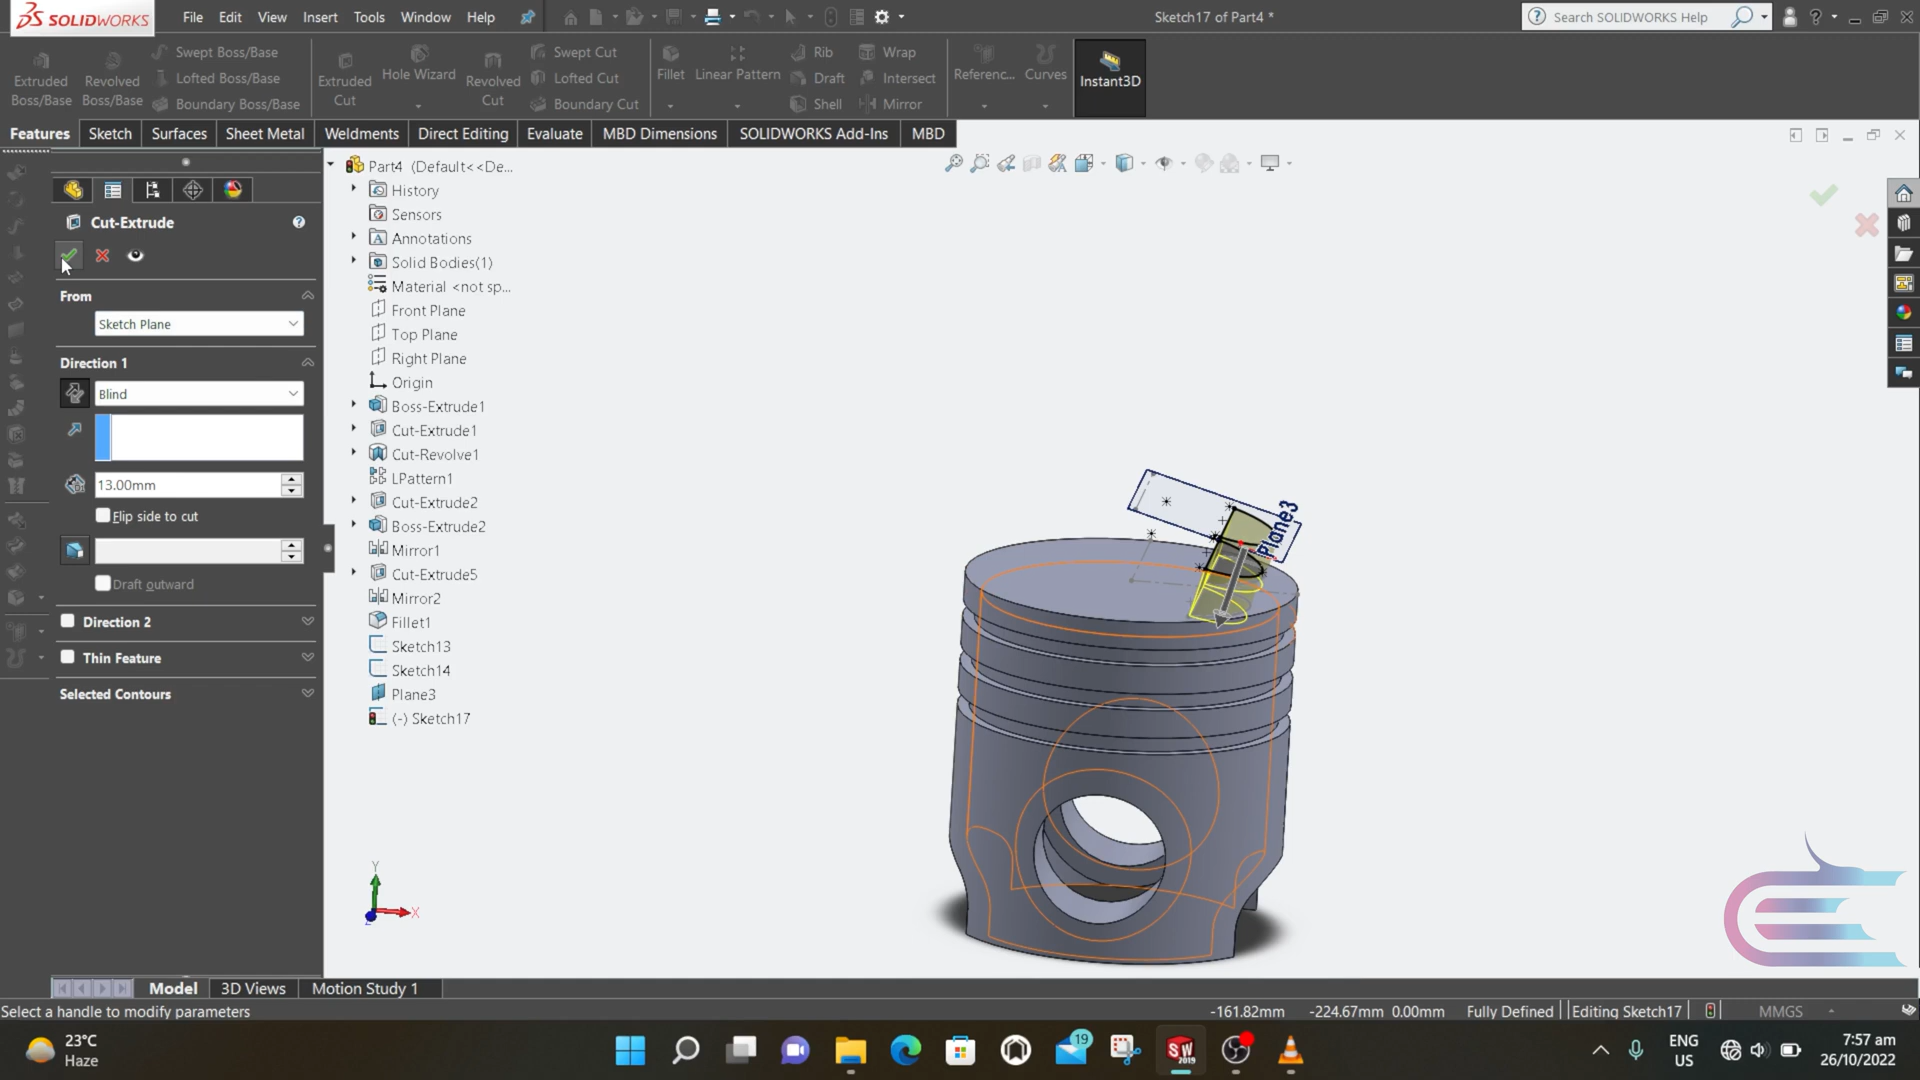 SOLIDWORKS
File Edit View Insert Tools Window Help
Sketch17 of Part4 *
Search SOLIDWORKS Help
Extruded Boss/Base
Revolved Boss/Base
Swept Boss/Base
Lofted Boss/Base
Boundary Boss/Base
Extruded Cut
Hole Wizard
Revolved Cut
Swept Cut
Lofted Cut
Boundary Cut
Fillet
Linear Pattern
Rib
Draft
Shell
Wrap
Intersect
Mirror
Referenc...
Curves
Instant3D
Features Sketch Surfaces Sheet Metal Weldments Direct Editing Evaluate MBD Dimensions SOLIDWORKS Add-Ins MBD
Cut-Extrude
From
Sketch Plane
Direction 1
Blind
13.00mm
Flip side to cut
Draft outward
Direction 2
Thin Feature
Selected Contours
Part4 (Default<<De...
History
Sensors
Annotations
Solid Bodies(1)
Material <not sp...
Front Plane
Top Plane
Right Plane
Origin
Boss-Extrude1
Cut-Extrude1
Cut-Revolve1
LPattern1
Cut-Extrude2
Boss-Extrude2
Mirror1
Cut-Extrude5
Mirror2
Fillet1
Sketch13
Sketch14
Plane3
(-) Sketch17
Plane3
Y
X
Z
Model 3D Views Motion Study 1
Select a handle to modify parameters
-161.82mm -224.67mm 0.00mm Fully Defined Editing Sketch17 MMGS
23°C
Haze
19
SW
2019
ENG
US
7:57 am
26/10/2022